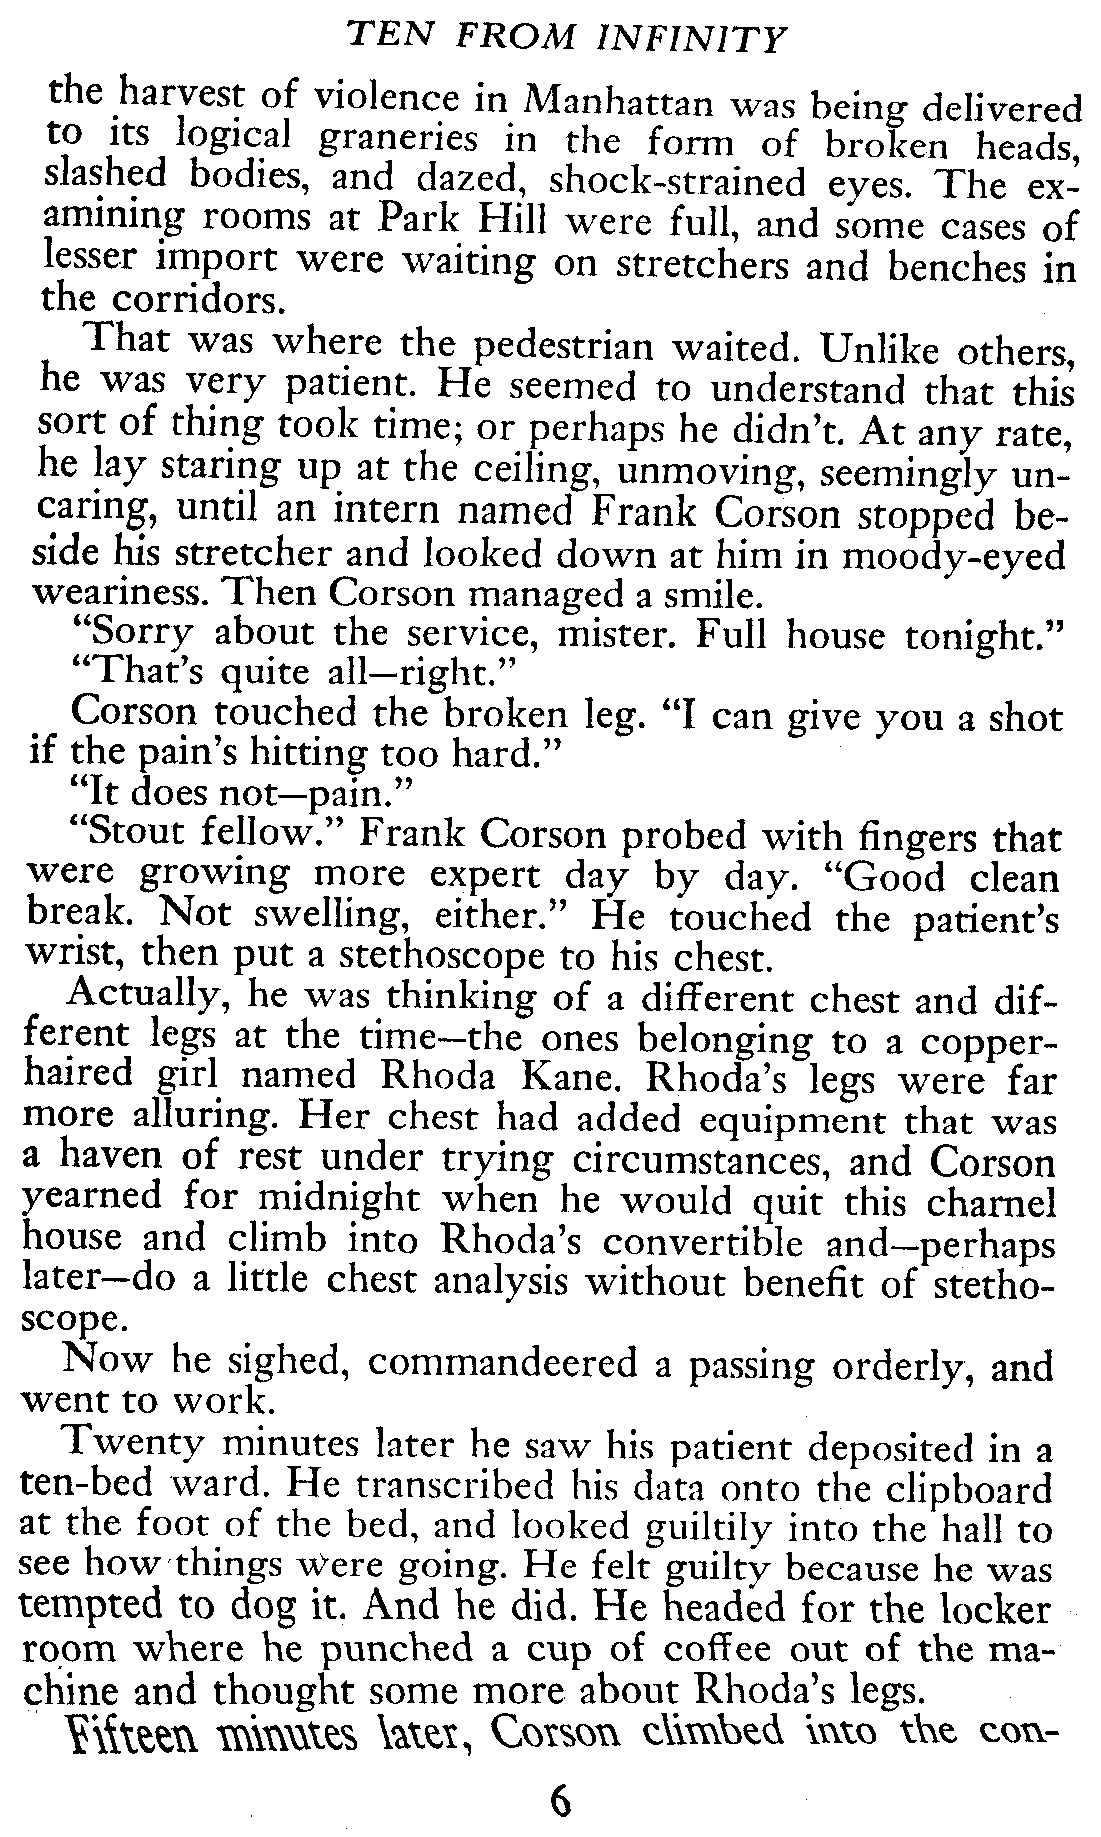 TEN FROM INFINITY
the harvest of violence in Manhattan was being delivered
to its logical graneries in the form of broken heads,
slashed bodies, and dazed, shock-strained eyes. The ex-
amining rooms at Park Hill were full, and some cases of
lesser import were waiting on stretchers and benches in
the corridors.
That was where the pedestrian waited. Unlike others,
he was very patient. He seemed to understand that this
sort of thing took time; or perhaps he didn't. At any rate,
he lay staring up at the ceiling, unmoving, seemingly un-
caring, until an intern named Frank Corson stopped be-
side his stretcher and looked down at him in moody-eyed
weariness. Then Corson managed a smile.
“Sorry about the service, mister. Full house tonight.”
“That's quite all—right.”
Corson touched the broken leg. “I can give you a shot
if the pain's hitting too hard.”
“It does not—pain.”
“Stout fellow.” Frank Corson probed with fingers that
were growing more expert day by day. “Good clean
break. Not swelling, either.” He touched the patient's
wrist, then put a stethoscope to his chest.
Actually, he was thinking of a different chest and dif-
ferent legs at the time—the ones belonging to a copper-
haired girl named Rhoda Kane. Rhoda's legs were far
more alluring. Her chest had added equipment that was
a haven of rest under trying circumstances, and Corson
yearned for midnight when he would quit this charnel
house and climb into Rhoda's convertible and—perhaps
later—do a little chest analysis without benefit of stetho-
scope.
Now he sighed, commandeered a passing orderly, and
went to work.
Twenty minutes later he saw his patient deposited in a
ten-bed ward. He transcribed his data onto the clipboard
at the foot of the bed, and looked guiltily into the hall to
see how things were going. He felt guilty because he was
tempted to dog it. And he did. He headed for the locker
room where he punched a cup of coffee out of the ma-
chine and thought some more about Rhoda's legs.
Fifteen minutes later, Corson climbed into the con-
6